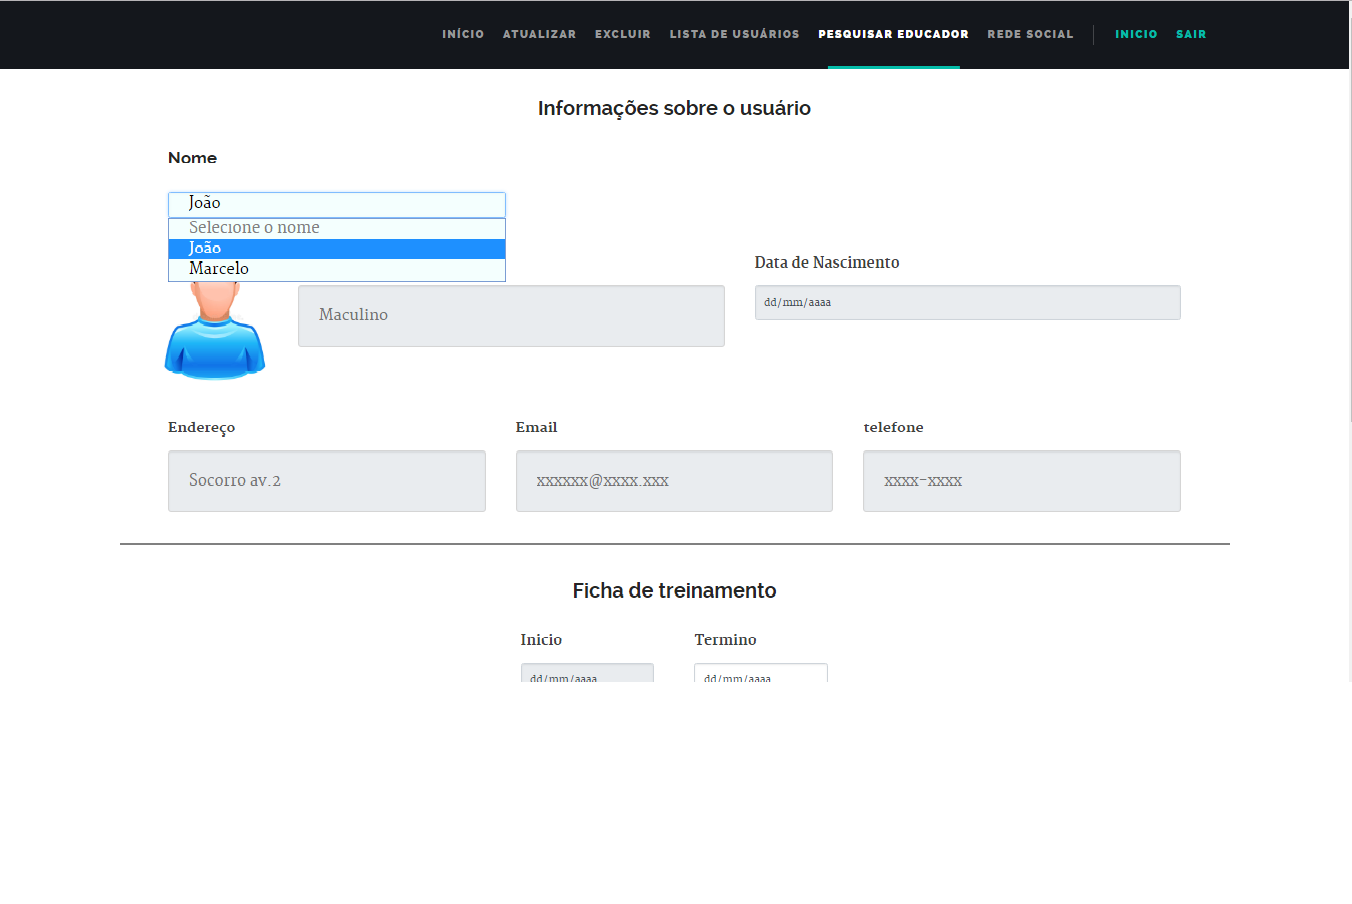 INÍCIO ATUALIZAR EXCLUIR LISTA DE USUÁRIOS PESQUISAR EDUCADOR REDE SOCIAL INICIO SAIR
Informações sobre o usuário
Nome
João
Selecione o nome
João
Marcelo
Data de Nascimento
Maculino
dd/mm/aaaa
Endereço Email telefone
Socorro av.2 xxxxxx@xxxx.xxx xxxx-xxxx
Ficha de treinamento
Inicio Termino
dd/mm/aaaa dd/mm/aaaa